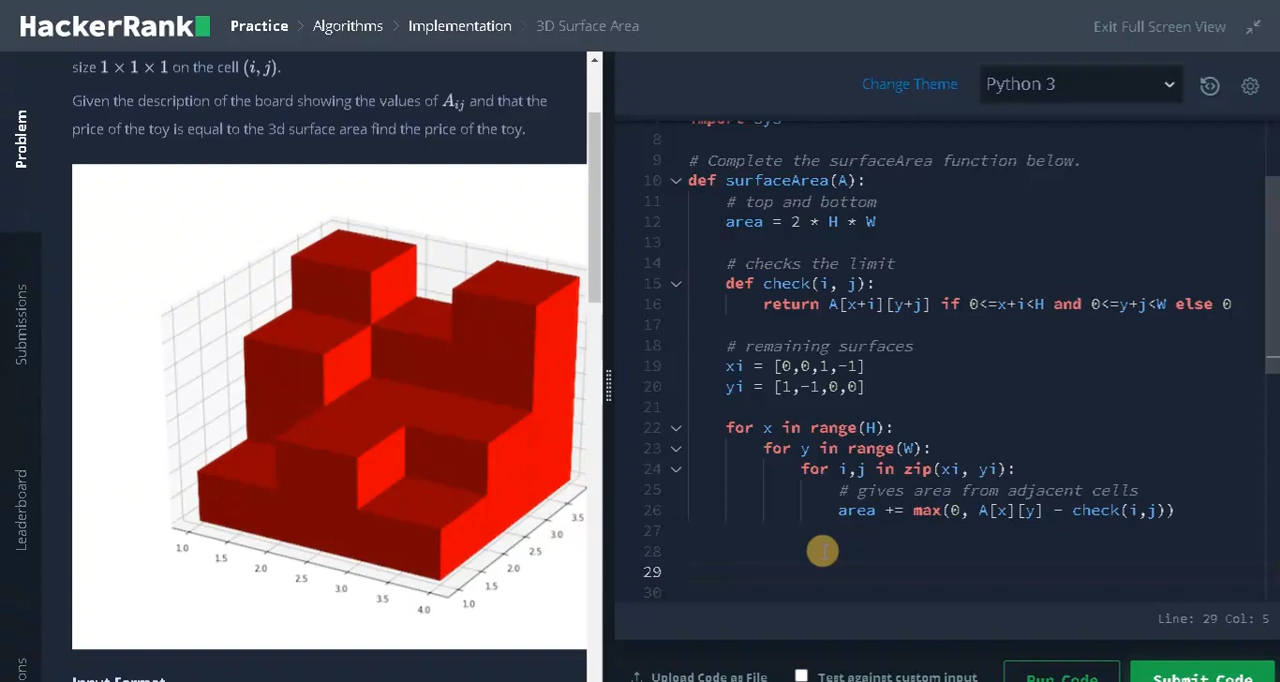 HackerRank Practice > Algorithms > Implementation > 3D Surface Area Exit Full Screen View
Problem
Submissions
Leaderboard
size 1 × 1 × 1 on the cell (i, j).
Given the description of the board showing the values of Aij and that the
price of the toy is equal to the 3d surface area find the price of the toy.
1.0 1.5 2.0 2.5 3.0 3.5 4.0
1.0 1.5 2.0 2.5 3.0 3.5
Input Format
Change Theme Python 3
import sys
8
9 # Complete the surfaceArea function below.
10 def surfaceArea(A):
11 # top and bottom
12 area = 2 * H * W
13
14 # checks the limit
15 def check(i, j):
16 return A[x+i][y+j] if 0<=x+i<H and 0<=y+j<W else 0
17
18 # remaining surfaces
19 xi = [0,0,1,-1]
20 yi = [1,-1,0,0]
21
22 for x in range(H):
23 for y in range(W):
24 for i,j in zip(xi, yi):
25 # gives area from adjacent cells
26 area += max(0, A[x][y] - check(i,j))
27
28
29
30
Line: 29 Col: 5
Upload Code as File Test against custom input Run Code Submit Code